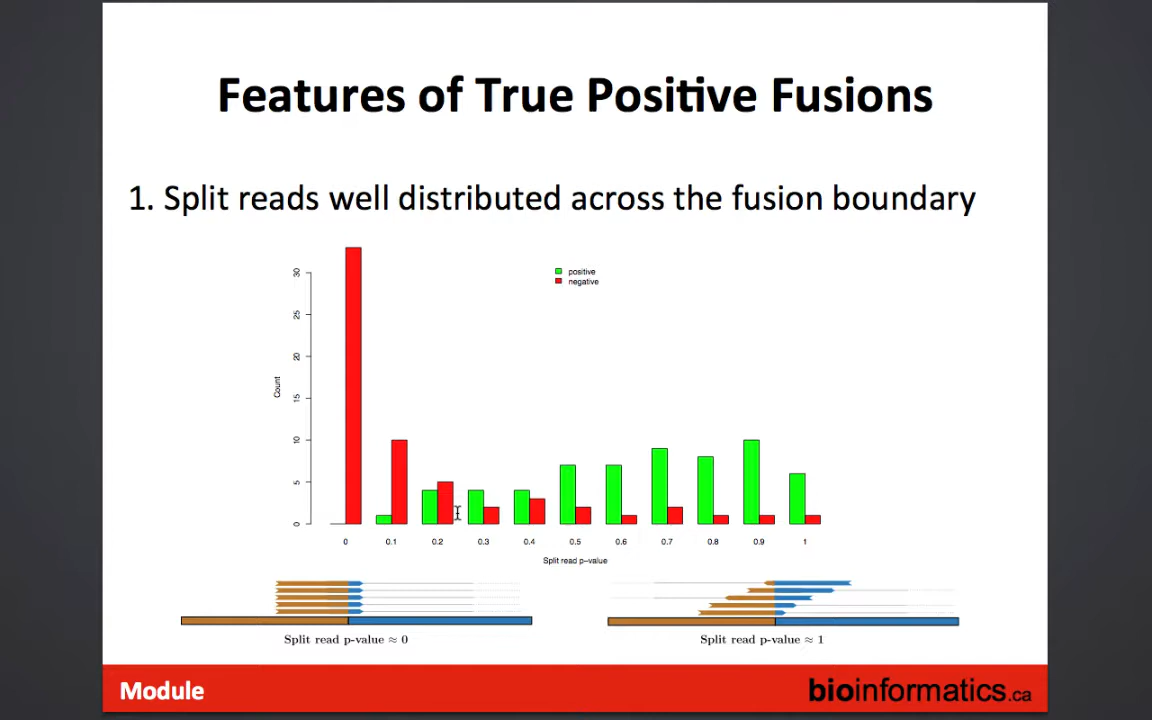 Features of True Positive Fusions
1. Split reads well distributed across the fusion boundary
positive
negative
Count
30
25
20
15
10
5
0
0 0.1 0.2 0.3 0.4 0.5 0.6 0.7 0.8 0.9 1
Split read p-value
Split read p-value ≈ 0
Split read p-value ≈ 1
Module
bioinformatics.ca